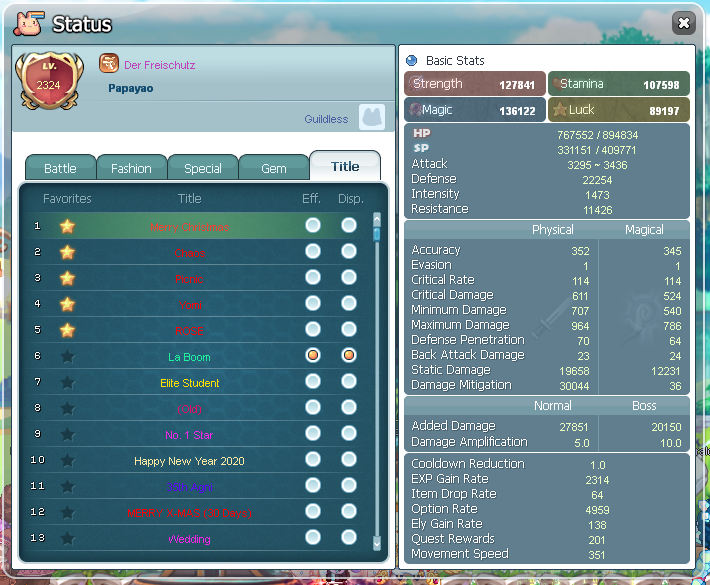 Status
LV.
2324
Der Freischutz
Papayao
Guildless
Battle Fashion Special Gem Title
Favorites Title Eff. Disp.
1
2
3
4
5
6 La Boom
7 Elite Student
8
9 No. 1 Star
10 Happy New Year 2020
11
12
13 Wedding
Basic Stats
Strength 127841 Stamina 107598
Magic 136122 Luck 89197
HP 767552 / 894834
SP 331151 / 409771
Attack 3295 ~ 3436
Defense 22254
Intensity 1473
Resistance 11426
Physical Magical
Accuracy 352 345
Evasion 1 1
Critical Rate 114 114
Critical Damage 611 524
Minimum Damage 707 540
Maximum Damage 964 786
Defense Penetration 70 64
Back Attack Damage 23 24
Static Damage 19658 12231
Damage Mitigation 30044 36
Normal Boss
Added Damage 27851 20150
Damage Amplification 5.0 10.0
Cooldown Reduction 1.0
EXP Gain Rate 2314
Item Drop Rate 64
Option Rate 4959
Ely Gain Rate 138
Quest Rewards 201
Movement Speed 351